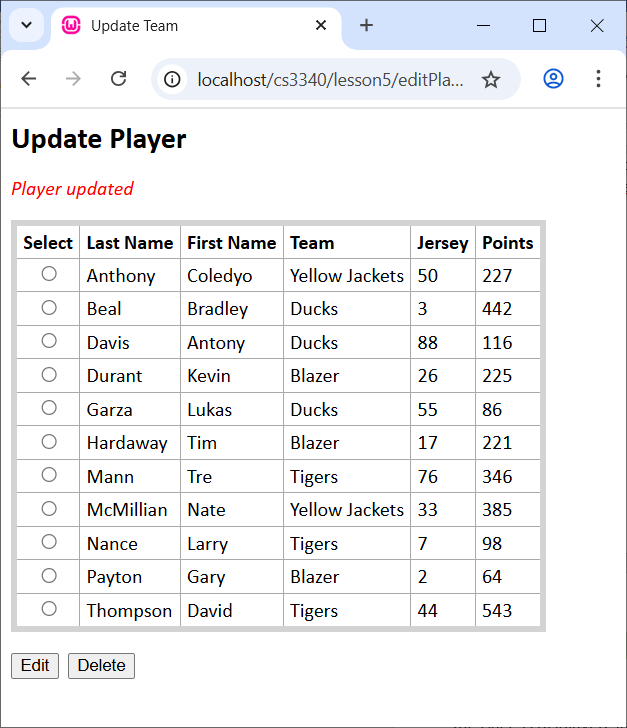 Update Team
localhost/cs3340/lesson5/editPla...
Update Player
Player updated
Select Last Name First Name Team Jersey Points
Anthony Coledyo Yellow Jackets 50 227
Beal Bradley Ducks 3 442
Davis Antony Ducks 88 116
Durant Kevin Blazer 26 225
Garza Lukas Ducks 55 86
Hardaway Tim Blazer 17 221
Mann Tre Tigers 76 346
McMillian Nate Yellow Jackets 33 385
Nance Larry Tigers 7 98
Payton Gary Blazer 2 64
Thompson David Tigers 44 543
Edit Delete